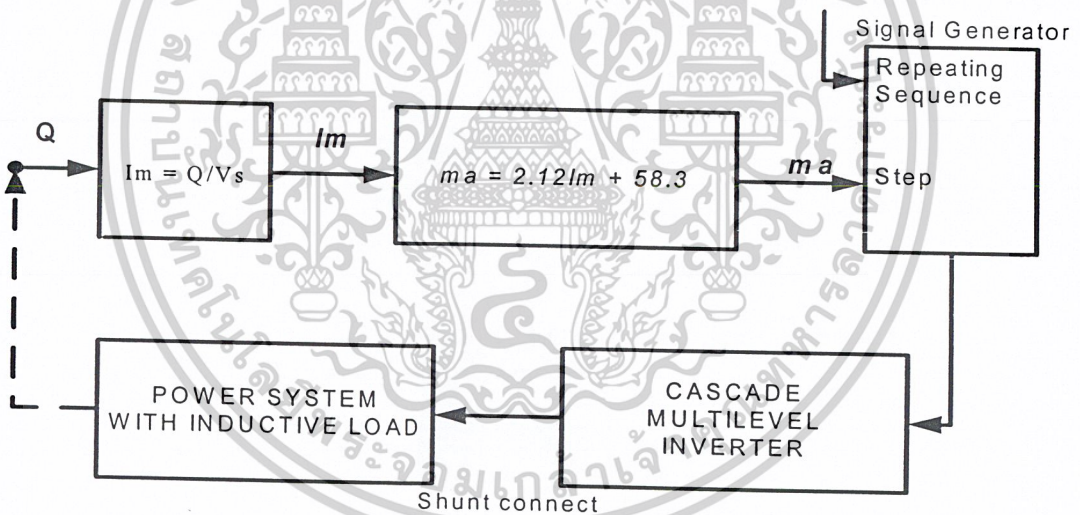 Signal Generator
Q
Im = Q/Vs
Im
ma = 2.12Im + 58.3
ma
Repeating
Sequence
Step
POWER SYSTEM
WITH INDUCTIVE LOAD
CASCADE
MULTILEVEL
INVERTER
Shunt connect